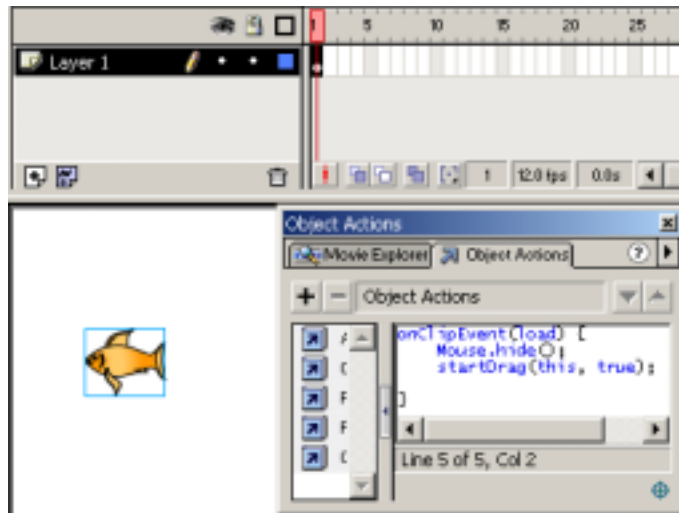 1 5 10 15 20 25
Layer 1
1 12.0 fps 0.0s
Object Actions
Movie Explorer Object Actions ?
+ − Object Actions
onClipEvent(load) {
Mouse.hide();
startDrag(this, true);
}
Line 5 of 5, Col 2